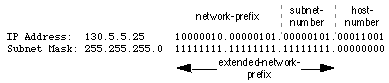 network-prefix subnet-number host-number
IP Address: 130.5.5.25 10000010.00000101.00000101.00011001
Subnet Mask: 255.255.255.0 11111111.11111111.11111111.00000000
extended-network-prefix